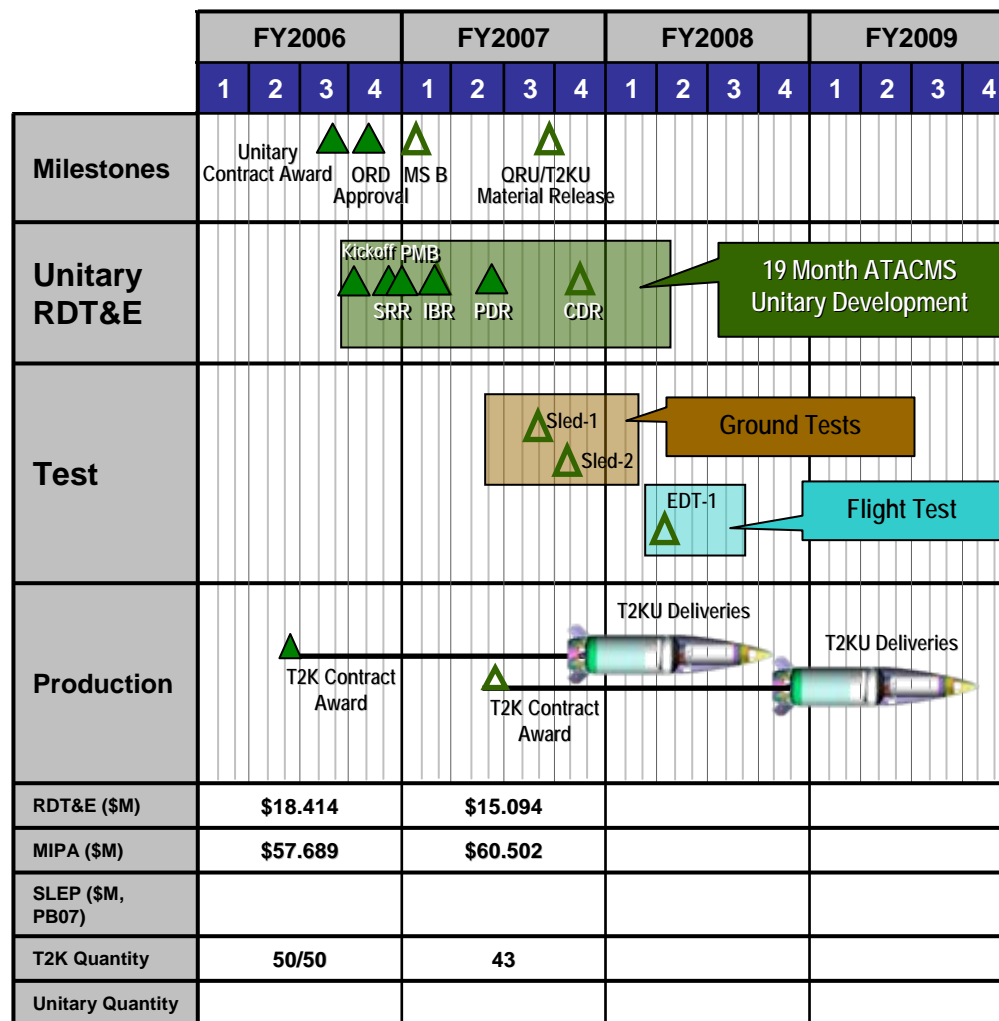 FY2006 FY2007 FY2008 FY2009
1 2 3 4 1 2 3 4 1 2 3 4 1 2 3 4
Milestones
Unitary
Contract Award
ORD
Approval
MS B
QRU/T2KU
Material Release
Unitary
RDT&E
Kickoff
PMB
SRR
IBR
PDR
CDR
19 Month ATACMS
Unitary Development
Test
Sled-1
Sled-2
Ground Tests
EDT-1
Flight Test
Production
T2KU Deliveries
T2KU Deliveries
T2K Contract
Award
T2K Contract
Award
RDT&E ($M) $18.414 $15.094
MIPA ($M) $57.689 $60.502
SLEP ($M,
PB07)
T2K Quantity 50/50 43
Unitary Quantity